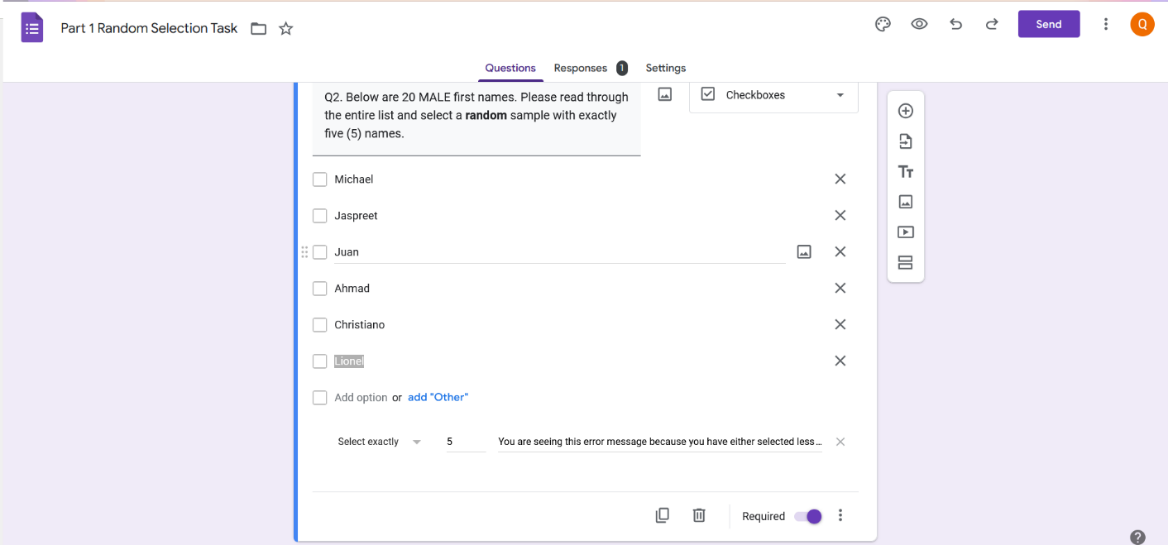 Part 1 Random Selection Task
Send
Q
Questions
Responses 1
Settings
Q2. Below are 20 MALE first names. Please read through
the entire list and select a random sample with exactly
five (5) names.
Checkboxes
Tт
Michael
Jaspreet
Juan
Ahmad
Christiano
Lionel
Add option or add "Other"
Select exactly
5
You are seeing this error message because you have either selected less ...
Required
?